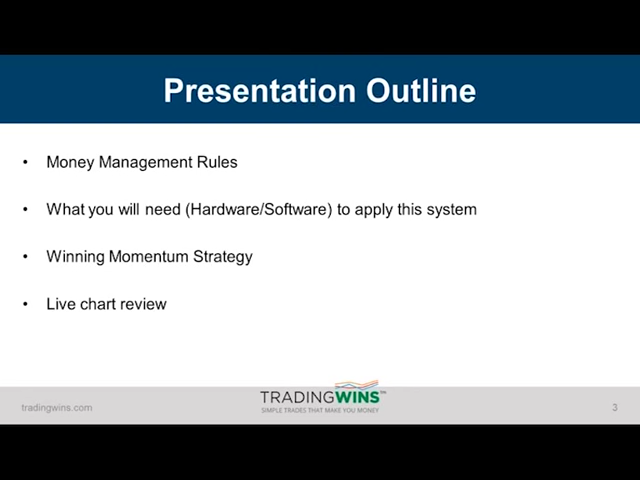 Presentation Outline
• Money Management Rules
• What you will need (Hardware/Software) to apply this system
• Winning Momentum Strategy
• Live chart review
tradingwins.com
TRADINGWINS™
SIMPLE TRADES THAT MAKE YOU MONEY
3